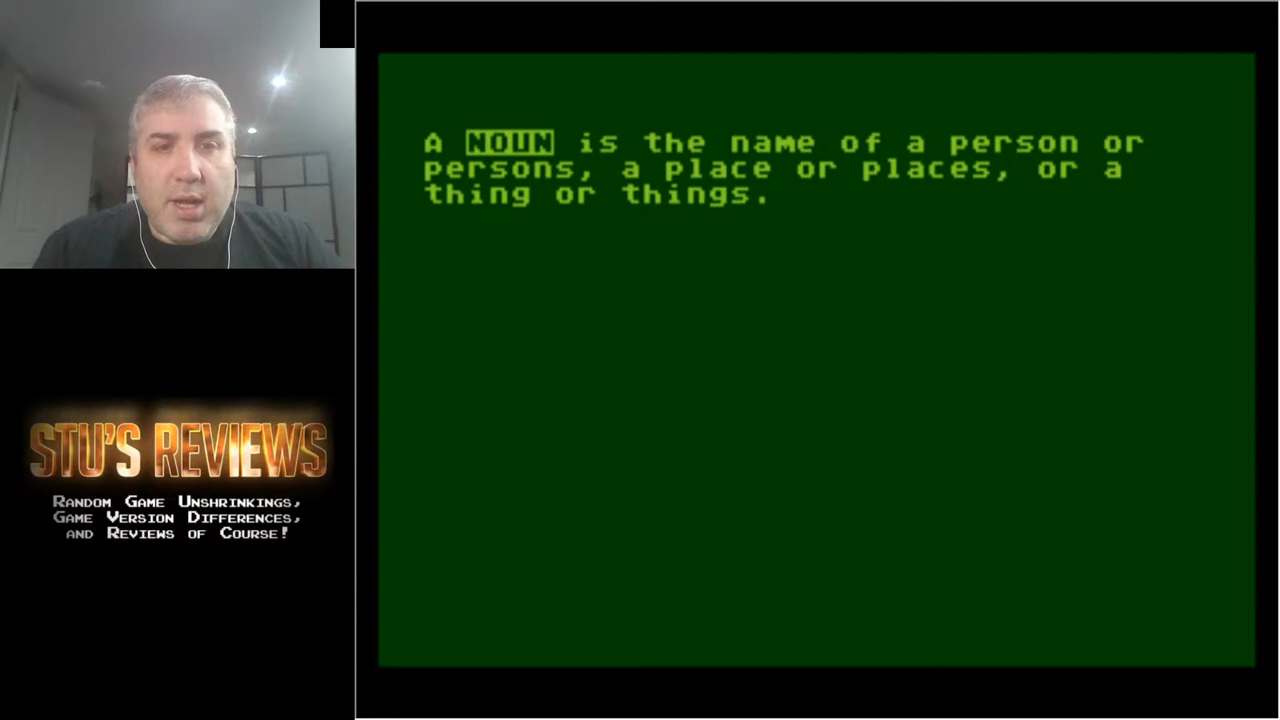 A NOUN is the name of a person or
persons, a place or places, or a
thing or things.
STU'S REVIEWS
RANDOM GAME UNSHRINKINGS,
GAME VERSION DIFFERENCES,
AND REVIEWS OF COURSE!